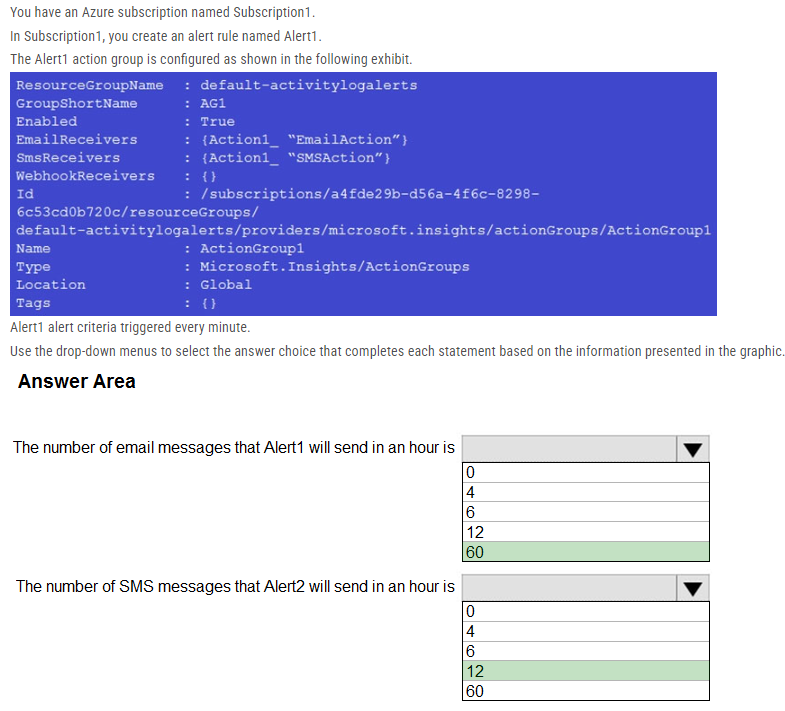 You have an Azure subscription named Subscription1.
In Subscription1, you create an alert rule named Alert1.
The Alert1 action group is configured as shown in the following exhibit.
ResourceGroupName : default-activitylogalerts
GroupShortName : AG1
Enabled : True
EmailReceivers : {Action1_ “EmailAction”}
SmsReceivers : {Action1_ “SMSAction”}
WebhookReceivers : {}
Id : /subscriptions/a4fde29b-d56a-4f6c-8298-
6c53cd0b720c/resourceGroups/
default-activitylogalerts/providers/microsoft.insights/actionGroups/ActionGroup1
Name : ActionGroup1
Type : Microsoft.Insights/ActionGroups
Location : Global
Tags : {}
Alert1 alert criteria triggered every minute.
Use the drop-down menus to select the answer choice that completes each statement based on the information presented in the graphic.
Answer Area
The number of email messages that Alert1 will send in an hour is
0
4
6
12
60
The number of SMS messages that Alert2 will send in an hour is
0
4
6
12
60